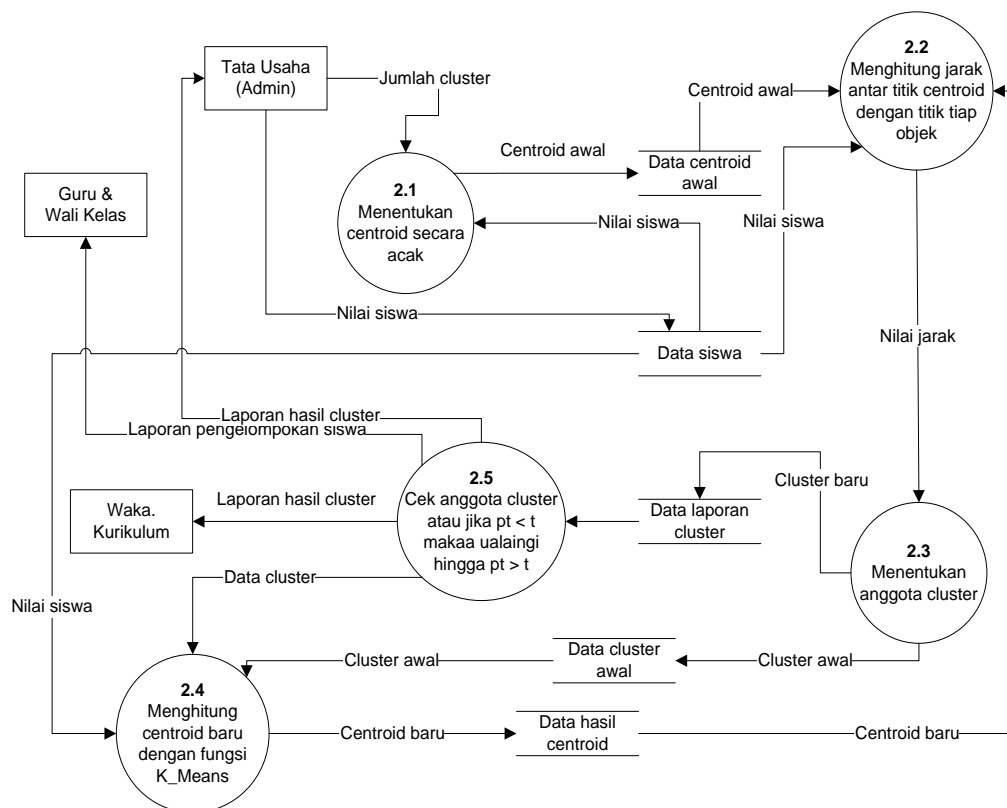 Tata Usaha
(Admin)
Jumlah cluster
2.2
Menghitung jarak
antar titik centroid
dengan titik tiap
objek
Centroid awal
Centroid awal
Data centroid
awal
2.1
Menentukan
centroid secara
acak
Guru &
Wali Kelas
Nilai siswa
Nilai siswa
Nilai siswa
Data siswa
Nilai jarak
Laporan hasil cluster
Laporan pengelompokan siswa
2.5
Cek anggota cluster
atau jika pt < t
makaa ualaingi
hingga pt > t
Laporan hasil cluster
Waka.
Kurikulum
Data laporan
cluster
Cluster baru
2.3
Menentukan
anggota cluster
Data cluster
Nilai siswa
Cluster awal
Data cluster
awal
Cluster awal
2.4
Menghitung
centroid baru
dengan fungsi
K_Means
Centroid baru
Data hasil
centroid
Centroid baru